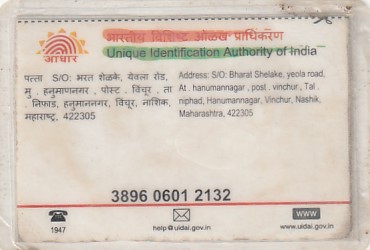 भारतीय विशिष्ट ओळख प्राधिकरण
Unique Identification Authority of India
आधार
पत्ता S/O: भरत शेळके, येवला रोड,
मु . हनुमाणनगर , पोस्ट . विंचूर , ता
. निफाड, हनुमाननगर, विंचूर, नाशिक,
महाराष्ट्र, 422305
Address: S/O: Bharat Shelake, yeola road,
At . hanumannagar , post . vinchur , Tal .
niphad, Hanumannagar, Vinchur, Nashik,
Maharashtra, 422305
3896 0601 2132
1947
help@uidai.gov.in
www
www.uidai.gov.in